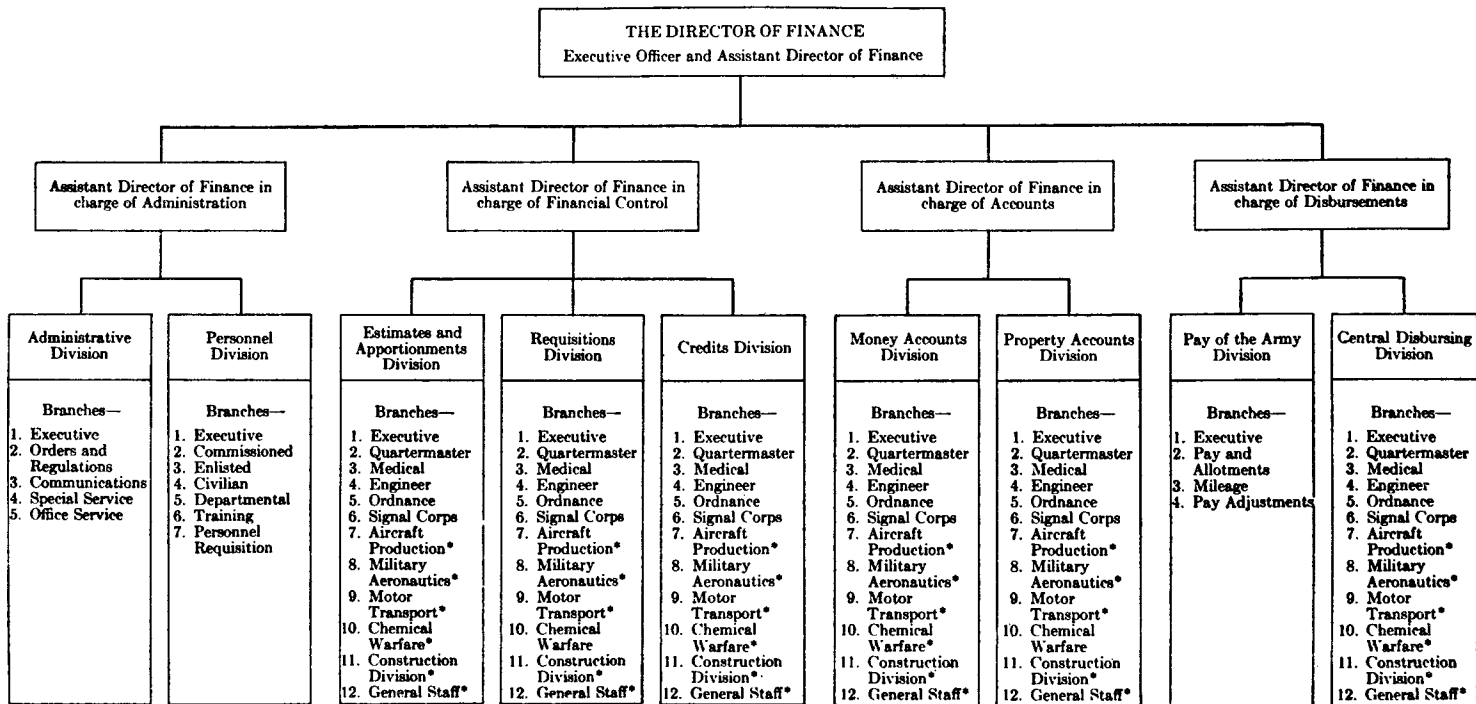 THE DIRECTOR OF FINANCE
Executive Officer and Assistant Director of Finance
Assistant Director of Finance in
charge of Administration
Assistant Director of Finance in
charge of Financial Control
Assistant Director of Finance in
charge of Accounts
Assistant Director of Finance in
charge of Disbursements
Administrative
Division
Branches—
1. Executive
2. Orders and
Regulations
3. Communications
4. Special Service
5. Office Service
Personnel
Division
Branches—
1. Executive
2. Commissioned
3. Enlisted
4. Civilian
5. Departmental
6. Training
7. Personnel
Requisition
Estimates and
Apportionments
Division
Branches—
1. Executive
2. Quartermaster
3. Medical
4. Engineer
5. Ordnance
6. Signal Corps
7. Aircraft
Production*
8. Military
Aeronautics*
9. Motor
Transport*
10. Chemical
Warfare*
11. Construction
Division*
12. General Staff*
Requisitions
Division
Branches—
1. Executive
2. Quartermaster
3. Medical
4. Engineer
5. Ordnance
6. Signal Corps
7. Aircraft
Production*
8. Military
Aeronautics*
9. Motor
Transport*
10. Chemical
Warfare
11. Construction
Division*
12. General Staff*
Credits Division
Branches—
1. Executive
2. Quartermaster
3. Medical
4. Engineer
5. Ordnance
6. Signal Corps
7. Aircraft
Production*
8. Military
Aeronautics*
9. Motor
Transport*
10. Chemical
Warfare*
11. Construction
Division*
12. General Staff*
Money Accounts
Division
Branches—
1. Executive
2. Quartermaster
3. Medical
4. Engineer
5. Ordnance
6. Signal Corps
7. Aircraft
Production*
8. Military
Aeronautics*
9. Motor
Transport*
10. Chemical
Warfare*
11. Construction
Division*
12. General Staff*
Property Accounts
Division
Branches—
1. Executive
2. Quartermaster
3. Medical
4. Engineer
5. Ordnance
6. Signal Corps
7. Aircraft
Production*
8. Military
Aeronautics*
9. Motor
Transport*
10. Chemical
Warfare
11. Construction
Division*
12. General Staff*
Pay of the Army
Division
Branches—
1. Executive
2. Pay and
Allotments
3. Mileage
4. Pay Adjustments
Central Disbursing
Division
Branches—
1. Executive
2. Quartermaster
3. Medical
4. Engineer
5. Ordnance
6. Signal Corps
7. Aircraft
Production*
8. Military
Aeronautics*
9. Motor
Transport*
10. Chemical
Warfare*
11. Construction
Division*
12. General Staff*